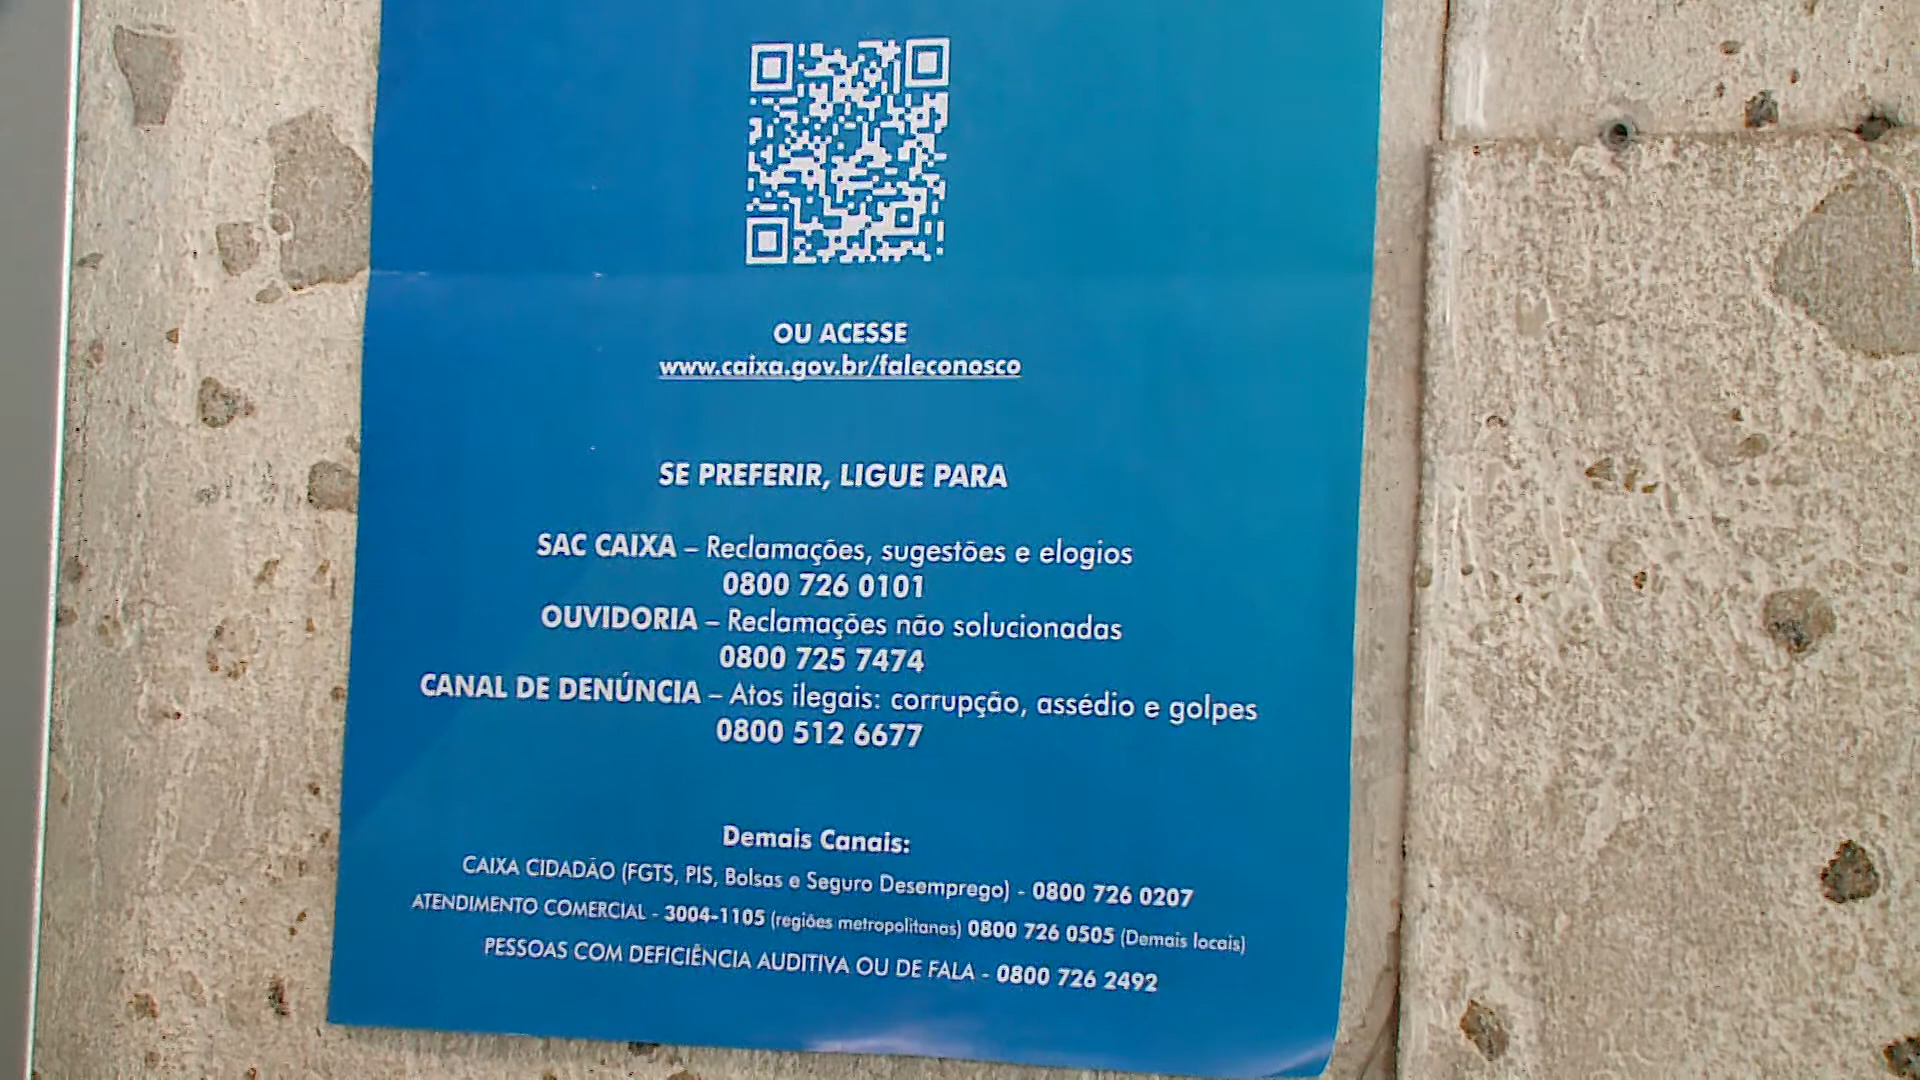 OU ACESSE
www.caixa.gov.br/faleconosco
SE PREFERIR, LIGUE PARA
SAC CAIXA – Reclamações, sugestões e elogios
0800 726 0101
OUVIDORIA – Reclamações não solucionadas
0800 725 7474
CANAL DE DENÚNCIA – Atos ilegais: corrupção, assédio e golpes
0800 512 6677
Demais Canais:
CAIXA CIDADÃO (FGTS, PIS, Bolsas e Seguro Desemprego) - 0800 726 0207
ATENDIMENTO COMERCIAL - 3004-1105 (regiões metropolitanas) 0800 726 0505 (Demais locais)
PESSOAS COM DEFICIÊNCIA AUDITIVA OU DE FALA - 0800 726 2492